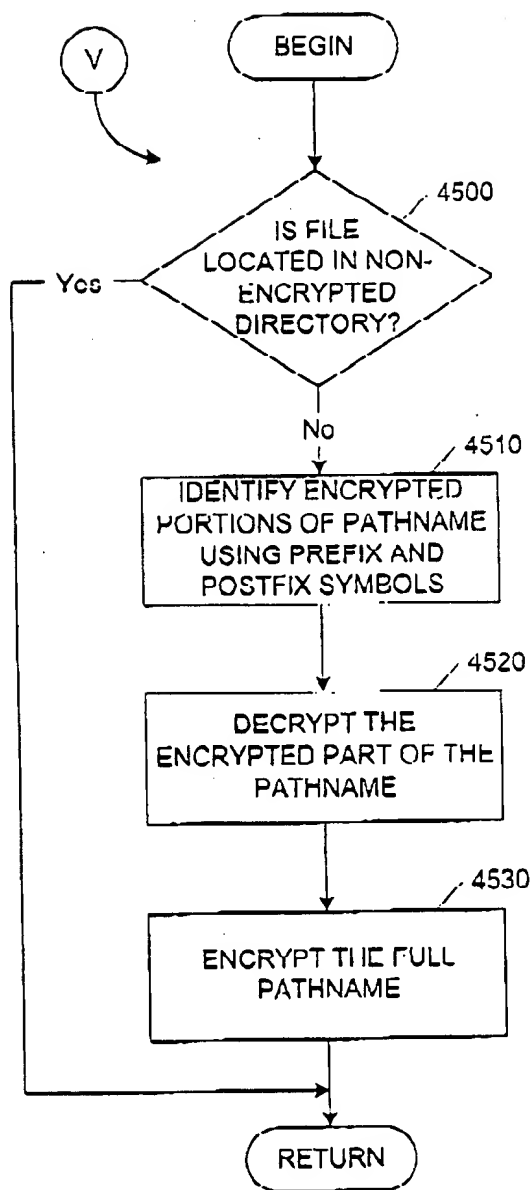 V
BEGIN
4500
IS FILE
LOCATED IN NON-
ENCRYPTED
DIRECTORY?
Yes
No
4510
IDENTIFY ENCRYPTED
PORTIONS OF PATHNAME
USING PREFIX AND
POSTFIX SYMBOLS
4520
DECRYPT THE
ENCRYPTED PART OF THE
PATHNAME
4530
ENCRYPT THE FULL
PATHNAME
RETURN